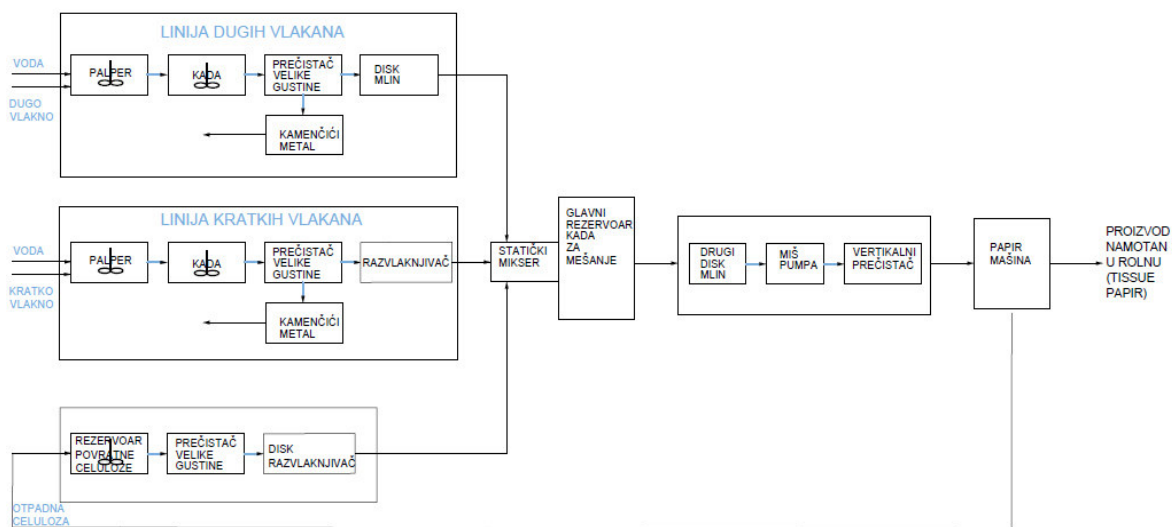 LINIJA DUGIH VLAKANA
VODA
DUGO
VLAKNO
PALPER
KADA
PREČISTAČ
VELIKE
GUSTINE
DISK
MLIN
KAMENČIĆI
METAL
LINIJA KRATKIH VLAKANA
VODA
KRATKO
VLAKNO
PALPER
KADA
PREČISTAČ
VELIKE
GUSTINE
RAZVLAKNJIVAČ
KAMENČIĆI
METAL
REZERVOAR
POVRATNE
CELULOZE
PREČISTAČ
VELIKE
GUSTINE
DISK
RAZVLAKNJIVAČ
OTPADNA
CELULOZA
STATIČKI
MIKSER
GLAVNI
REZERVOAR
KADA
ZA
MEŠANJE
DRUGI
DISK
MLIN
MIŠ
PUMPA
VERTIKALNI
PREČISTAČ
PAPIR
MAŠINA
PROIZVOD
NAMOTAN
U ROLNU
(TISSUE
PAPIR)